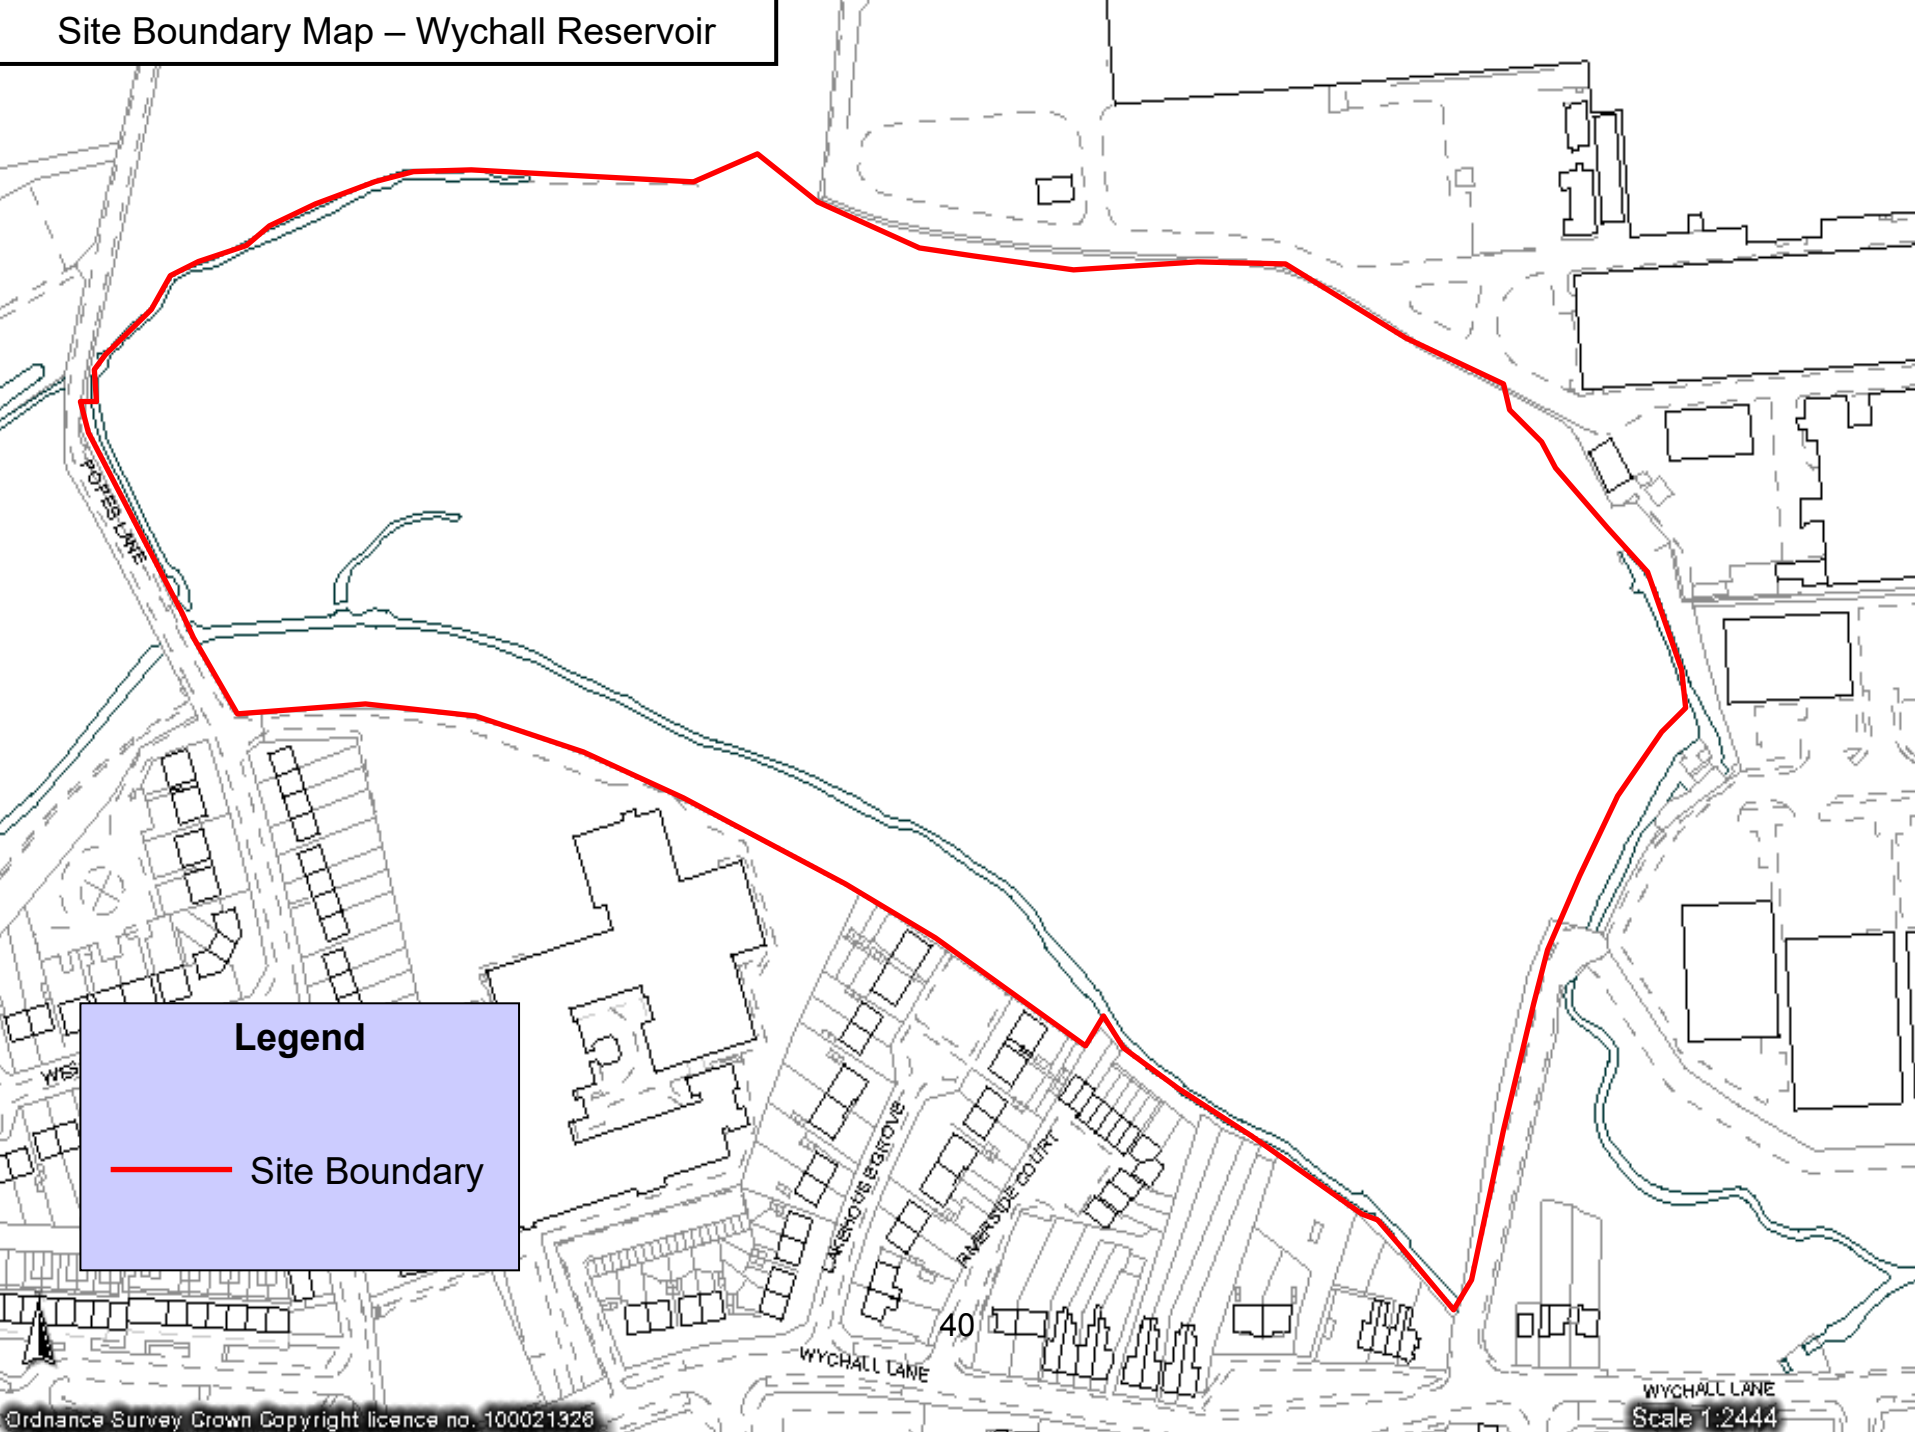 Site Boundary Map – Wychall Reservoir
POPES LANE
Legend
Site Boundary
LAKEHOUSE GROVE
RIVERSIDE COURT
40
WYCHALL LANE
WYCHALL LANE
Ordnance Survey Crown Copyright licence no. 100021326
Scale 1:2444